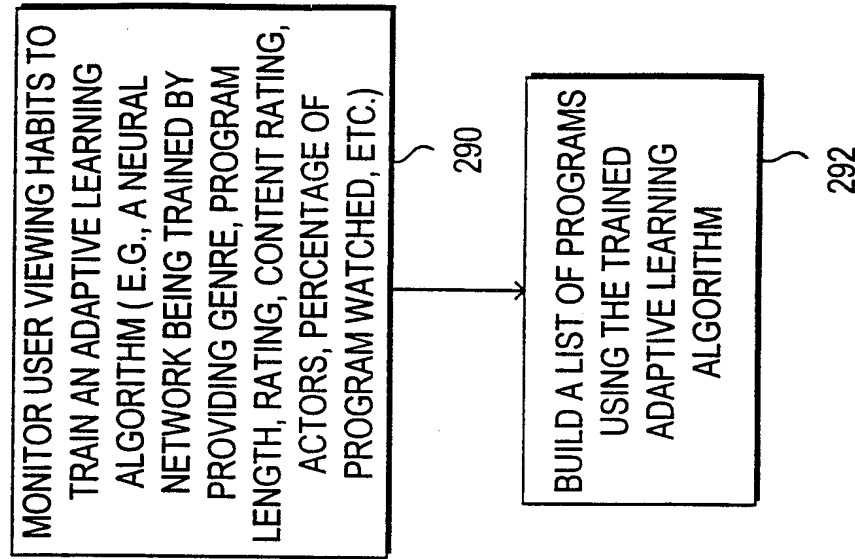 MONITOR USER VIEWING HABITS TO
TRAIN AN ADAPTIVE LEARNING
ALGORITHM ( E.G., A NEURAL
NETWORK BEING TRAINED BY
PROVIDING GENRE, PROGRAM
LENGTH, RATING, CONTENT RATING,
ACTORS, PERCENTAGE OF
PROGRAM WATCHED, ETC.)
290
BUILD A LIST OF PROGRAMS
USING THE TRAINED
ADAPTIVE LEARNING
ALGORITHM
292